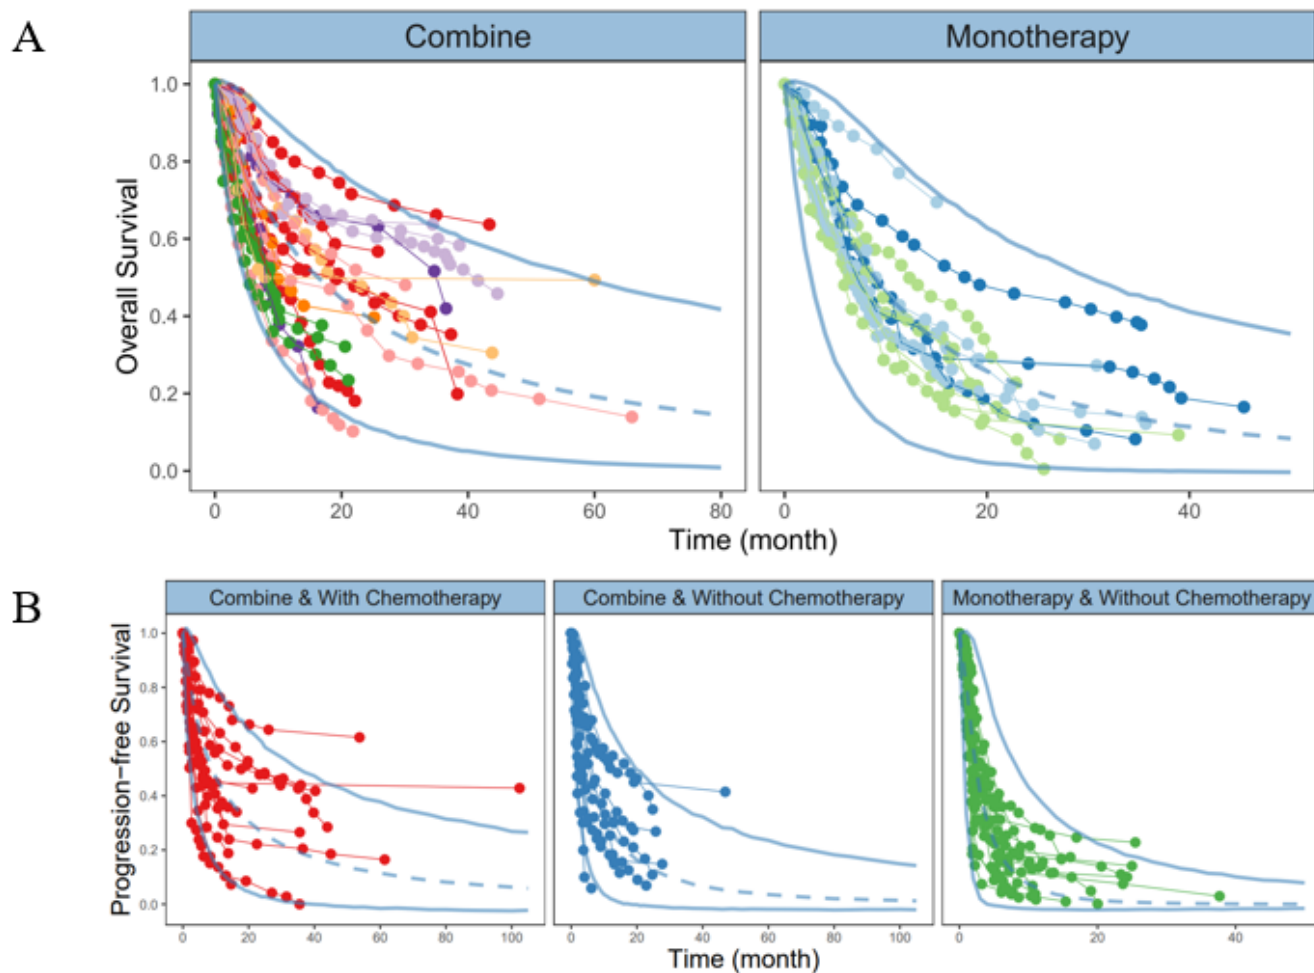 A
Combine
Monotherapy
Overall Survival
1.0
0.8
0.6
0.4
0.2
0.0
0 20 40 60 80
0 20 40
Time (month)
B
Combine & With Chemotherapy
Combine & Without Chemotherapy
Monotherapy & Without Chemotherapy
Progression-free Survival
1.0
0.8
0.6
0.4
0.2
0.0
0 20 40 60 80 100
0 20 40 60 80 100
0 20 40
Time (month)